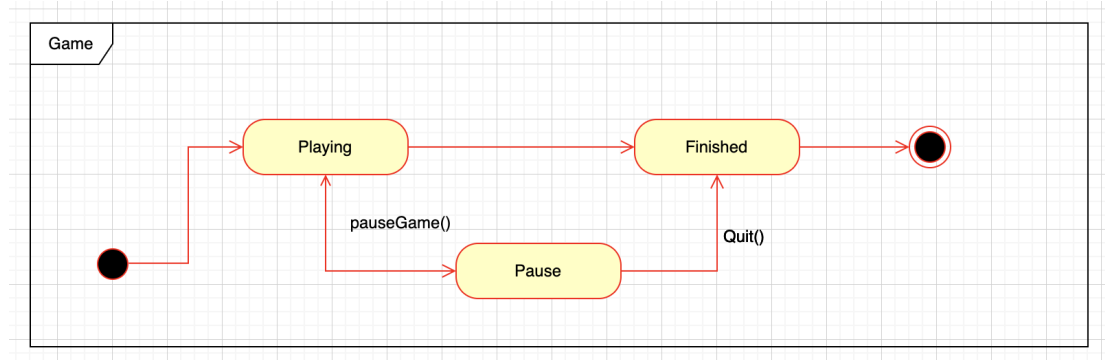 Game
Playing
Finished
pauseGame()
Quit()
Pause